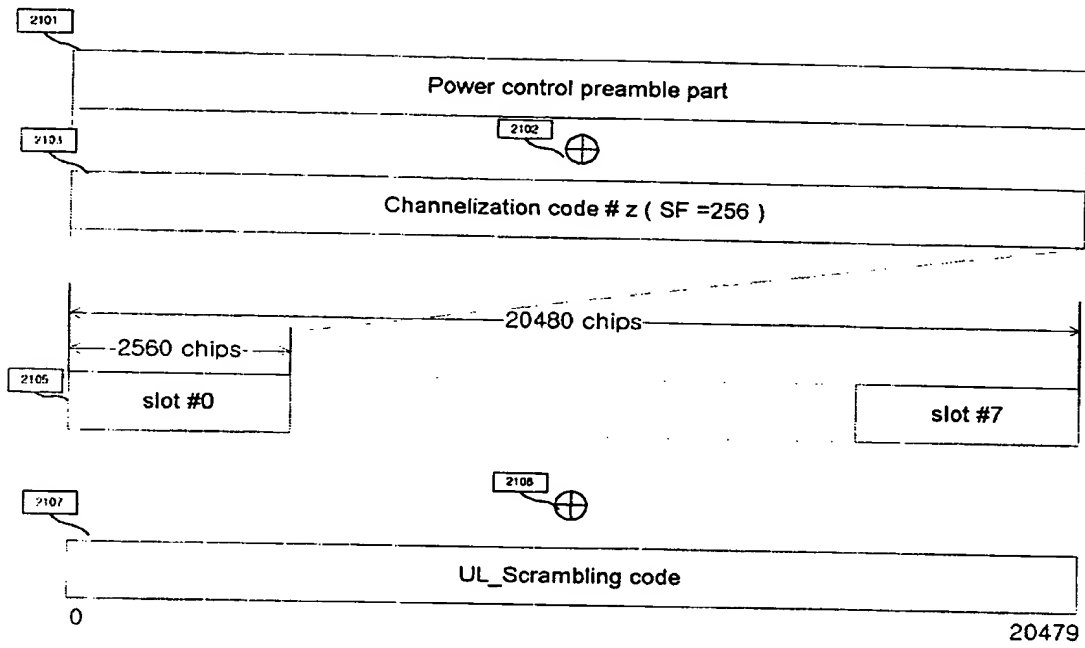 2101
Power control preamble part
2102
2103
Channelization code # z ( SF =256 )
20480 chips
2560 chips
2105
slot #0
slot #7
2106
2107
UL_Scrambling code
0
20479